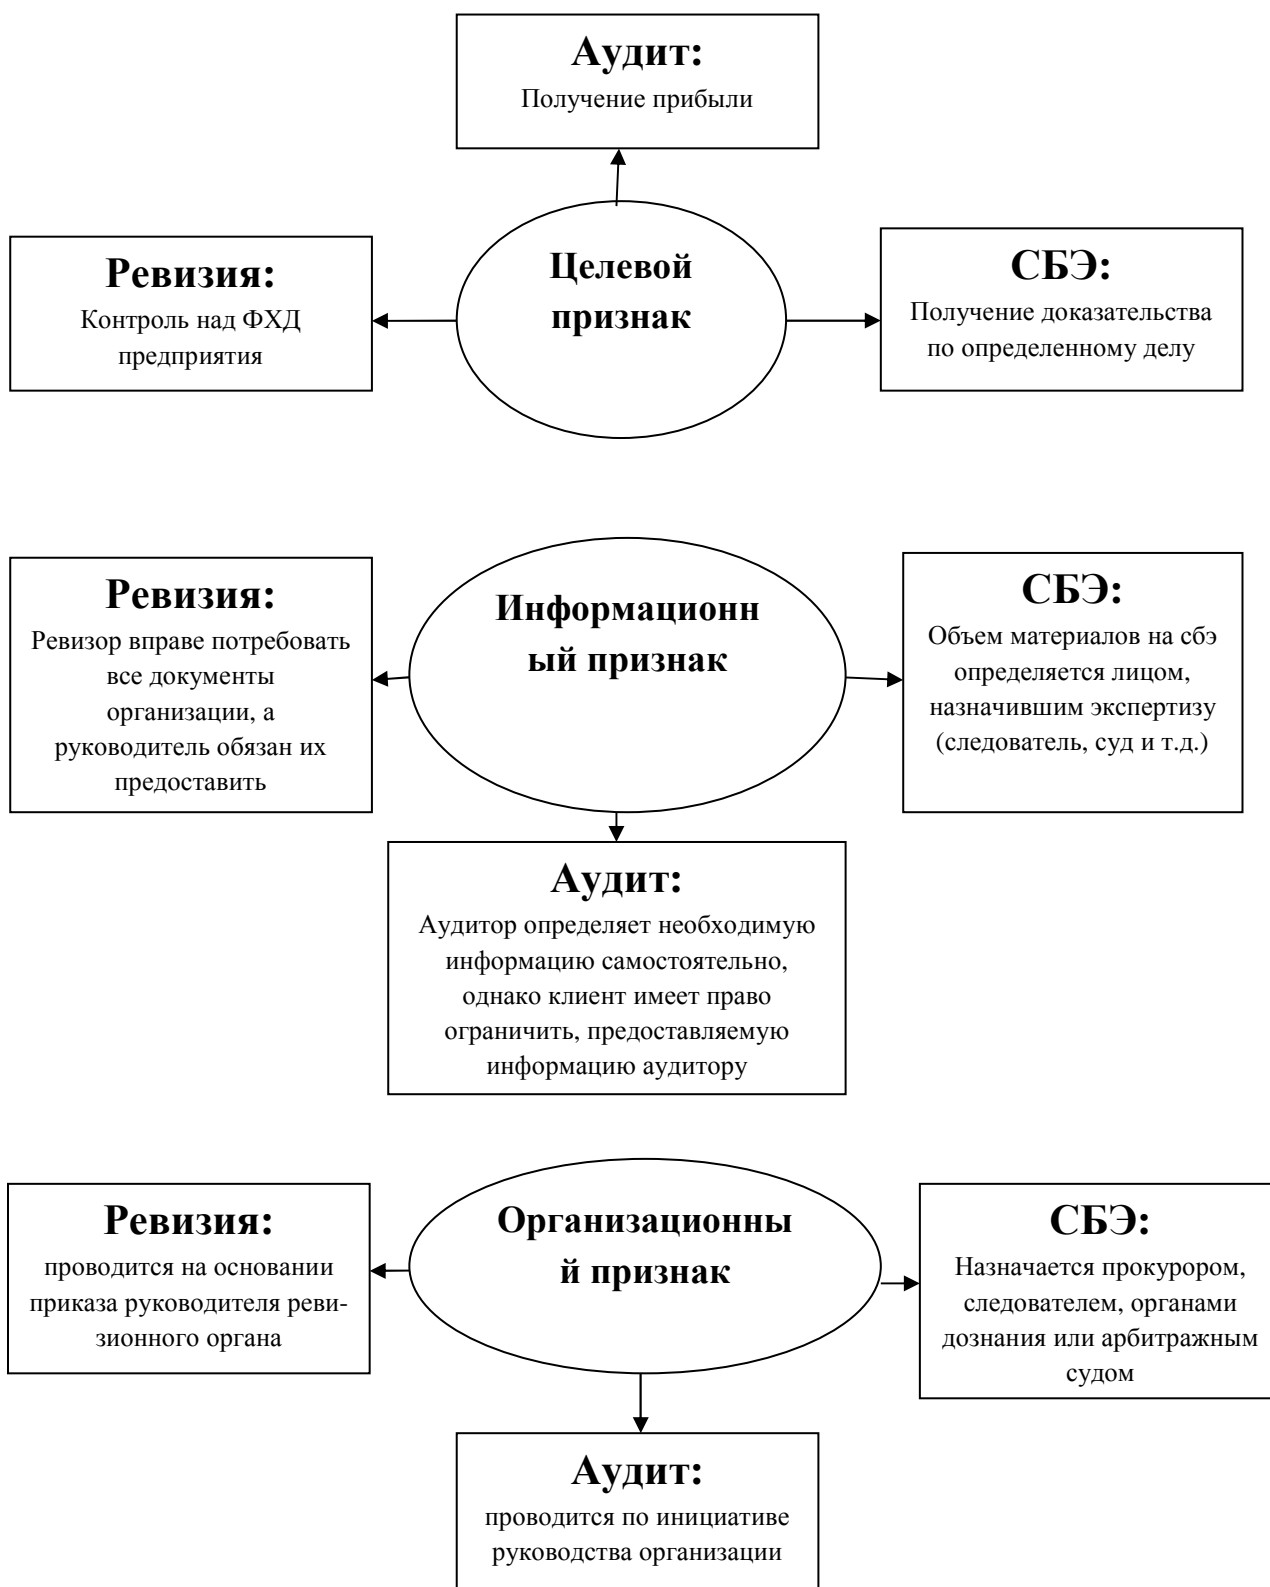 Аудит:
Получение прибыли
Ревизия:
Контроль над ФХД
предприятия
Целевой
признак
СБЭ:
Получение доказательства
по определенному делу
Ревизия:
Ревизор вправе потребовать
все документы
организации, а
руководитель обязан их
предоставить
Информационн
ый признак
СБЭ:
Объем материалов на сбэ
определяется лицом,
назначившим экспертизу
(следователь, суд и т.д.)
Аудит:
Аудитор определяет необходимую
информацию самостоятельно,
однако клиент имеет право
ограничить, предоставляемую
информацию аудитору
Ревизия:
проводится на основании
приказа руководителя реви-
зионного органа
Организационны
й признак
СБЭ:
Назначается прокурором,
следователем, органами
дознания или арбитражным
судом
Аудит:
проводится по инициативе
руководства организации